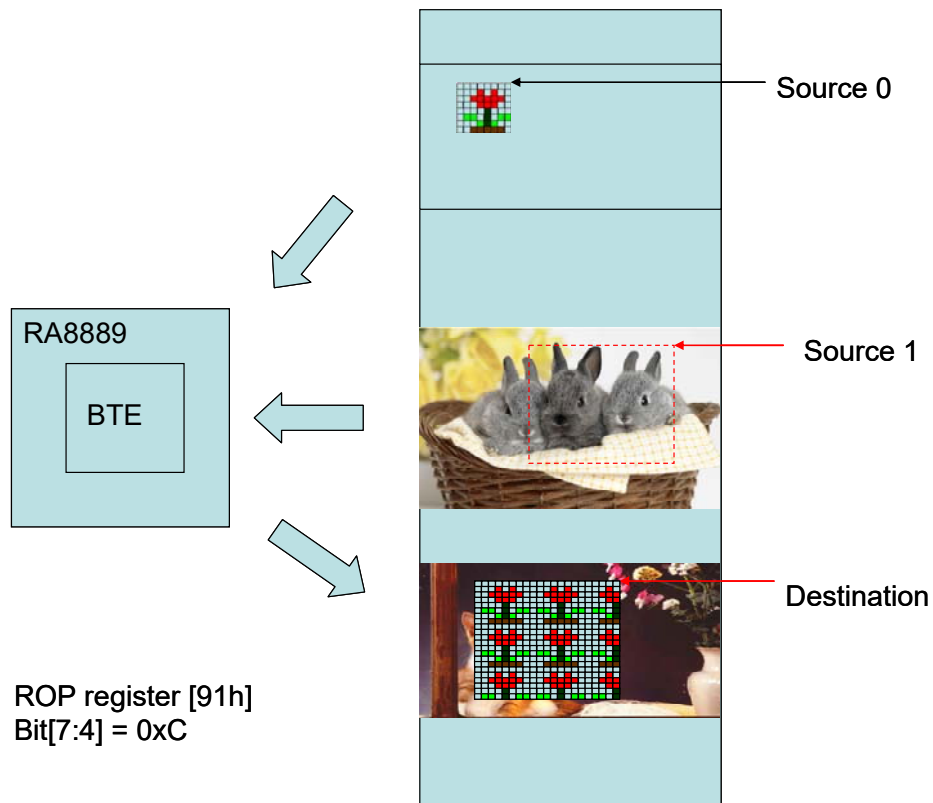 Source 0
RA8889
BTE
Source 1
Destination
ROP register [91h]
Bit[7:4] = 0xC